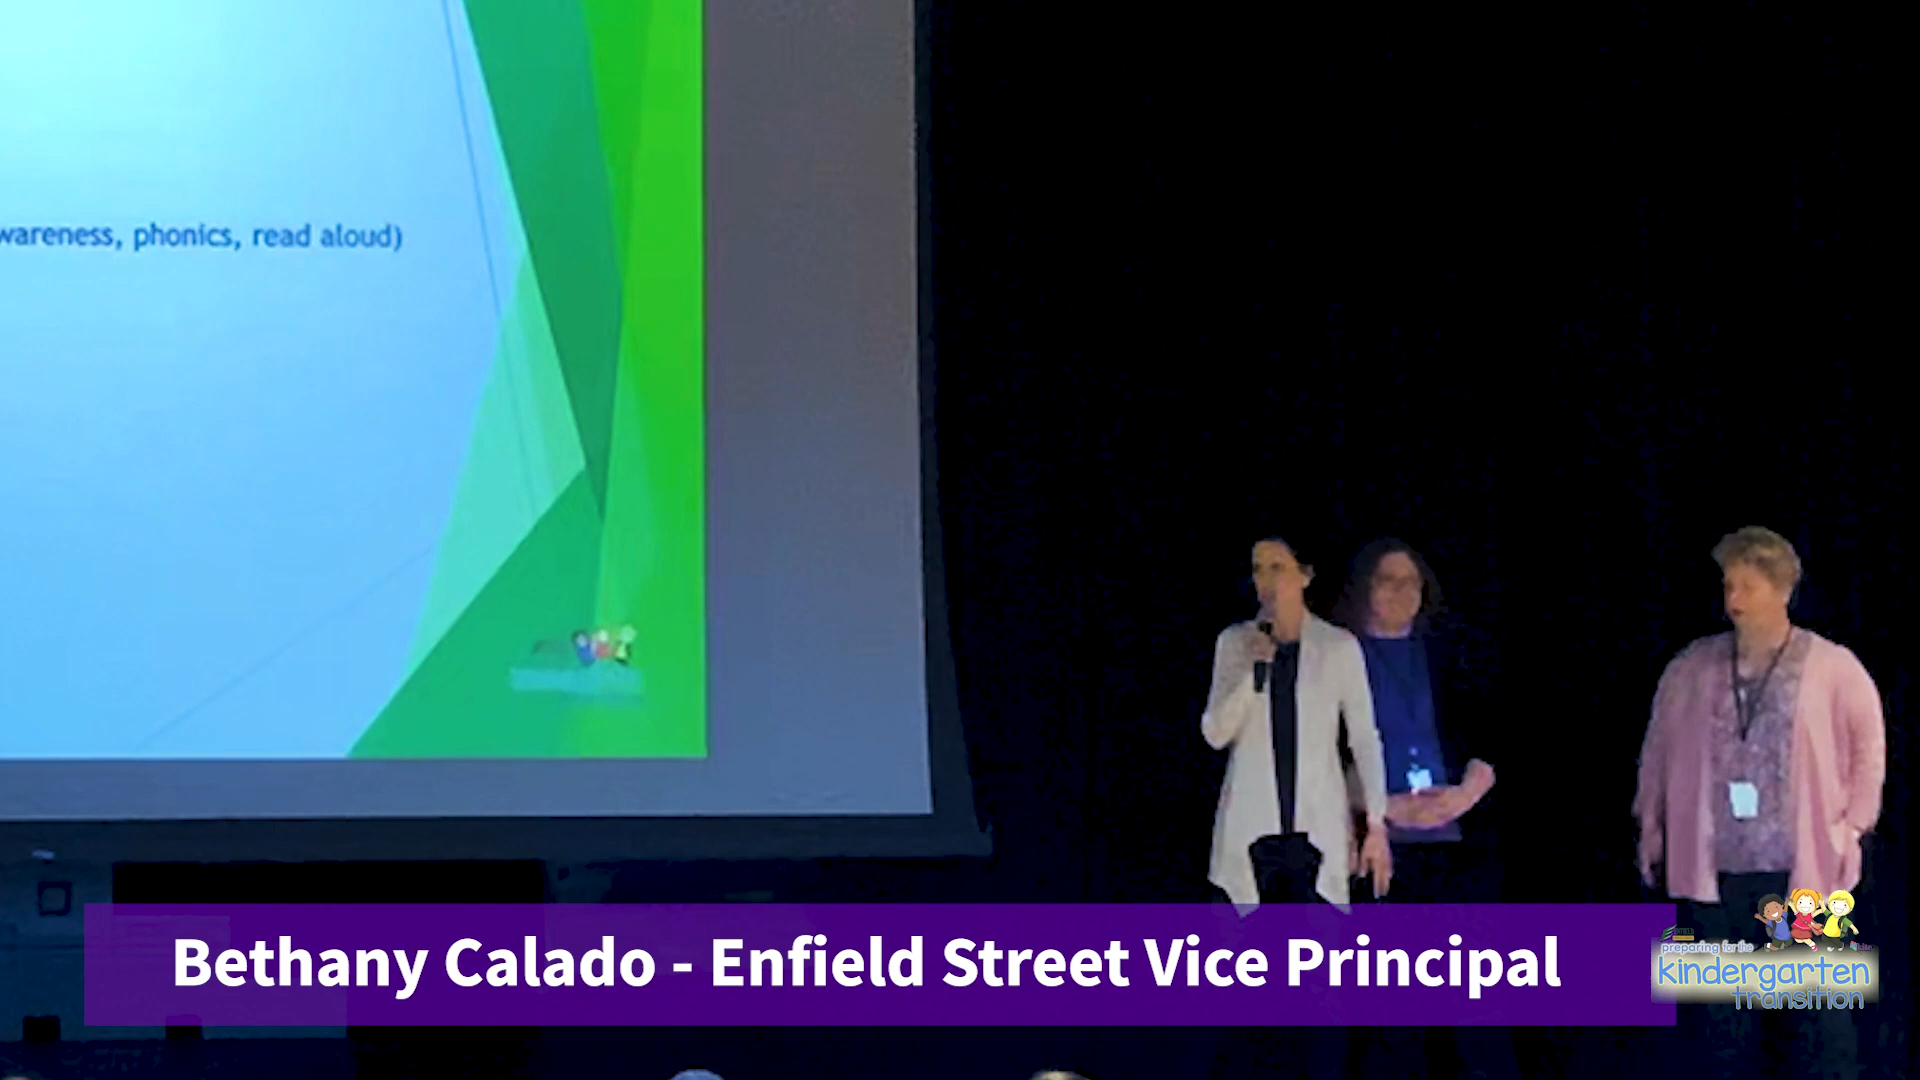 wareness, phonics, read aloud)
Bethany Calado - Enfield Street Vice Principal
preparing for the
kindergarten
transition